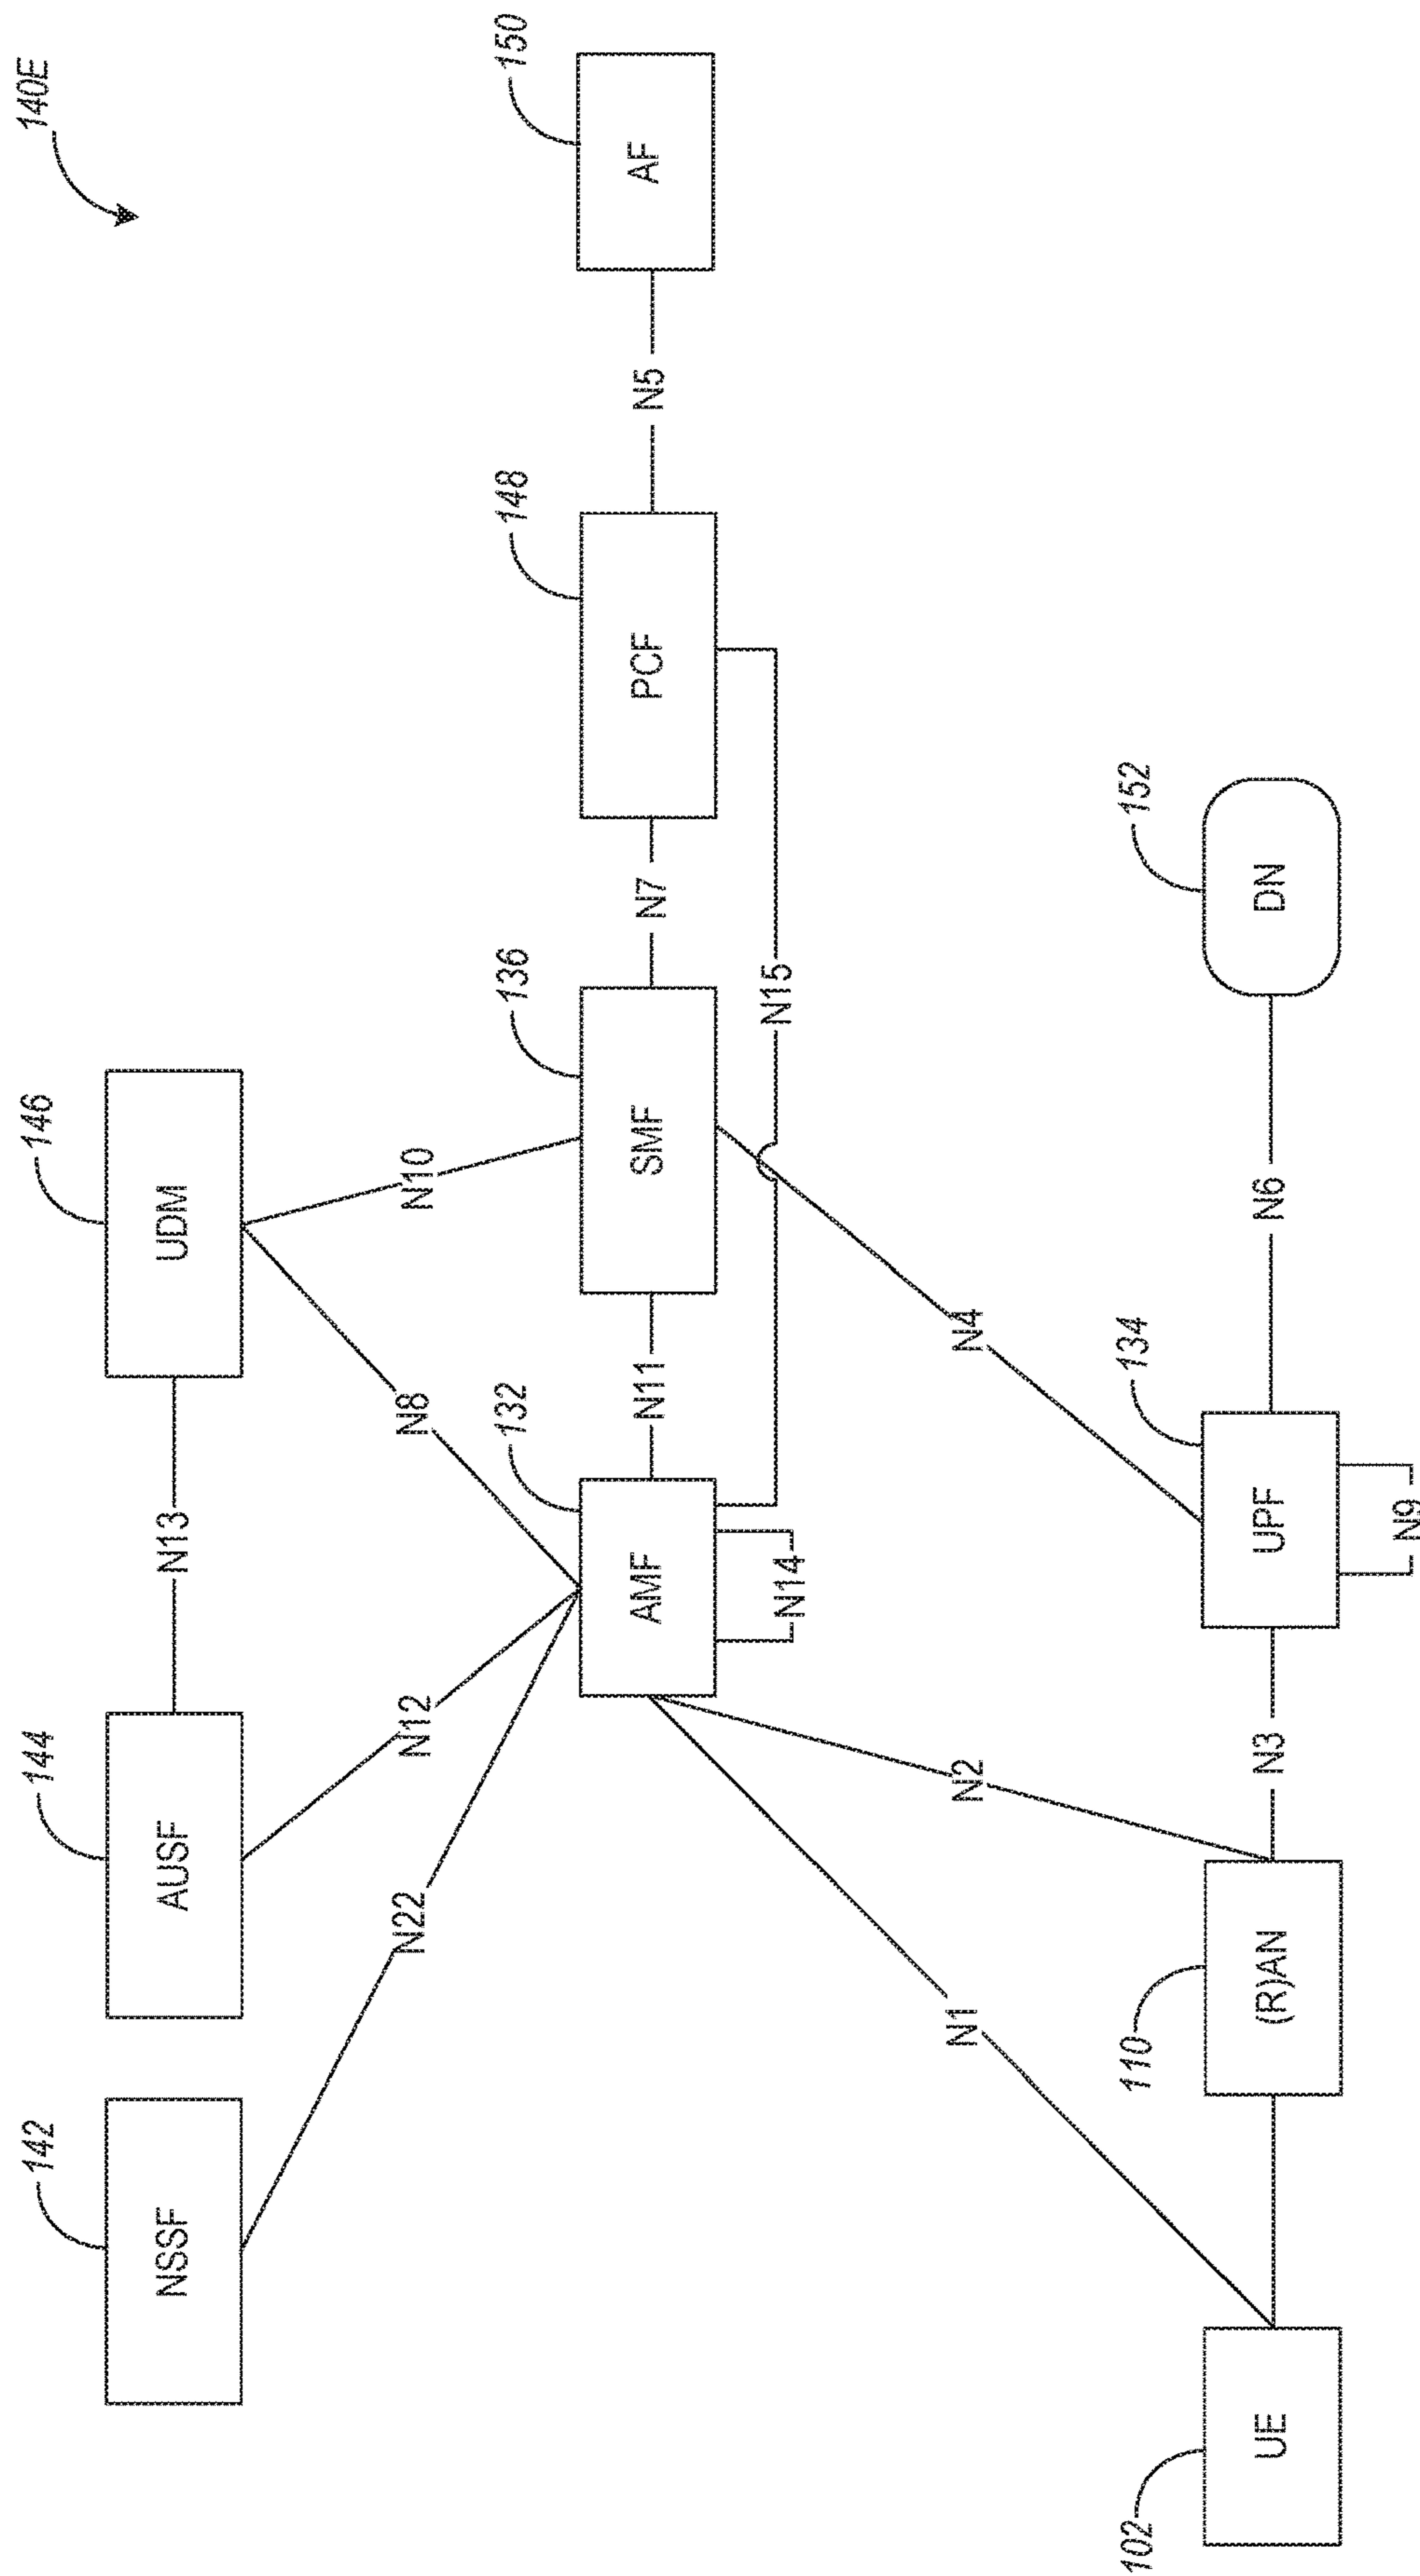 140E
142
NSSF
144
AUSF
N13
146
UDM
N22
N12
N8
N10
132
AMF
N11
136
SMF
N7
148
PCF
N5
150
AF
N14
N15
N1
N2
N4
102
UE
110
(R)AN
N3
134
UPF
N6
152
DN
N9